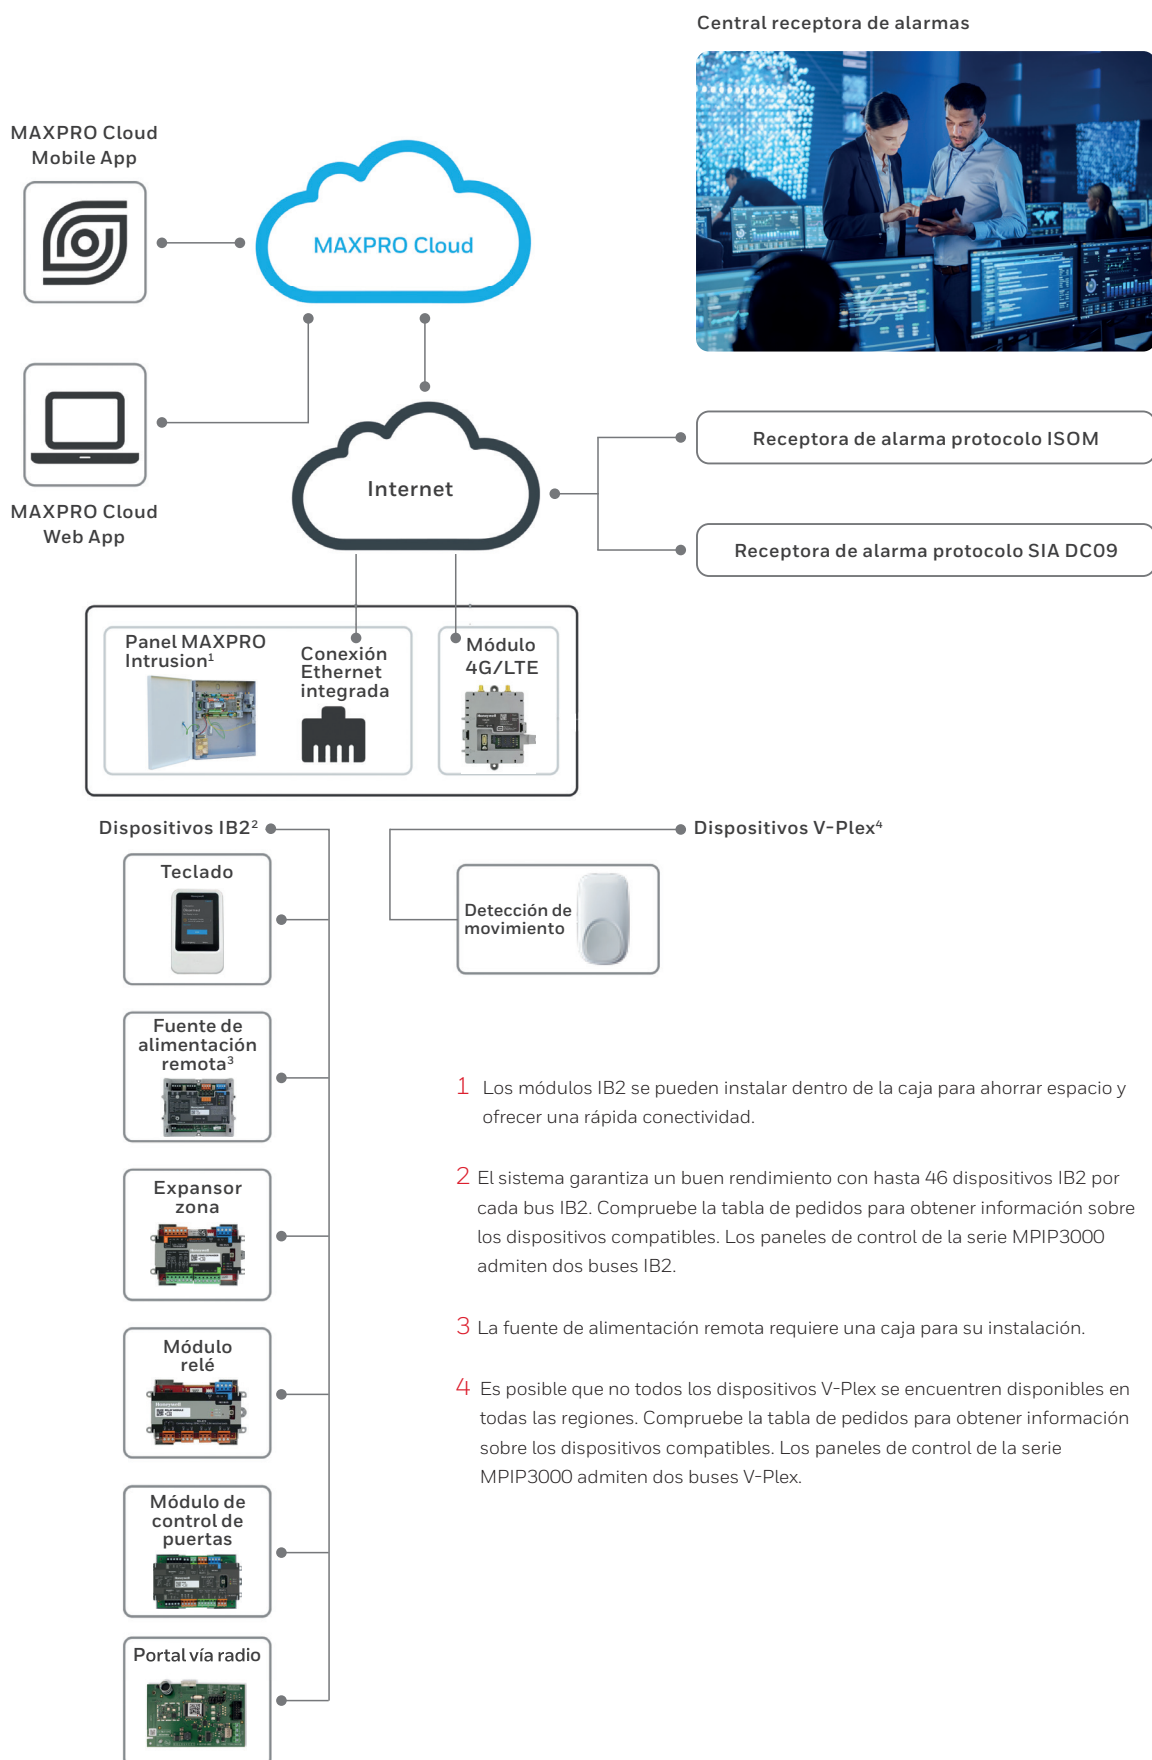 Central receptora de alarmas
MAXPRO Cloud
Mobile App
MAXPRO Cloud
MAXPRO Cloud
Web App
Internet
Receptora de alarma protocolo ISOM
Receptora de alarma protocolo SIA DC09
Panel MAXPRO
Intrusion¹
Conexión
Ethernet
integrada
Módulo
4G/LTE
Dispositivos IB2²
Dispositivos V-Plex⁴
Teclado
Detección de
movimiento
Fuente de
alimentación
remota³
Expansor
zona
Módulo
relé
Módulo de
control de
puertas
Portal vía radio
1 Los módulos IB2 se pueden instalar dentro de la caja para ahorrar espacio y
ofrecer una rápida conectividad.
2 El sistema garantiza un buen rendimiento con hasta 46 dispositivos IB2 por
cada bus IB2. Compruebe la tabla de pedidos para obtener información sobre
los dispositivos compatibles. Los paneles de control de la serie MPIP3000
admiten dos buses IB2.
3 La fuente de alimentación remota requiere una caja para su instalación.
4 Es posible que no todos los dispositivos V-Plex se encuentren disponibles en
todas las regiones. Compruebe la tabla de pedidos para obtener información
sobre los dispositivos compatibles. Los paneles de control de la serie
MPIP3000 admiten dos buses V-Plex.